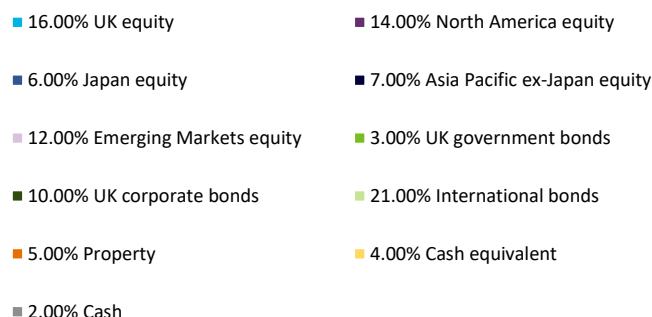 16.00% UK equity
14.00% North America equity
6.00% Japan equity
7.00% Asia Pacific ex-Japan equity
12.00% Emerging Markets equity
3.00% UK government bonds
10.00% UK corporate bonds
21.00% International bonds
5.00% Property
4.00% Cash equivalent
2.00% Cash